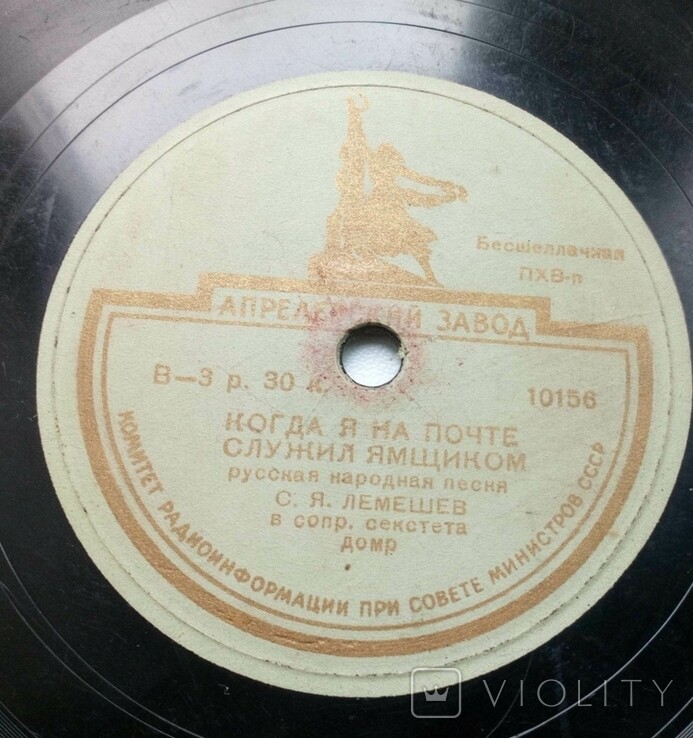 Бесшеллачная
ПХВ-п
АПРЕЛЕВСКИЙ ЗАВОД
В—3 р. 30 к.
10156
КОГДА Я НА ПОЧТЕ
СЛУЖИЛ ЯМЩИКОМ
русская народная песня
С. Я. ЛЕМЕШЕВ
в сопр. секстета
домр
КОМИТЕТ РАДИОИНФОРМАЦИИ ПРИ СОВЕТЕ МИНИСТРОВ СССР
VIOLITY